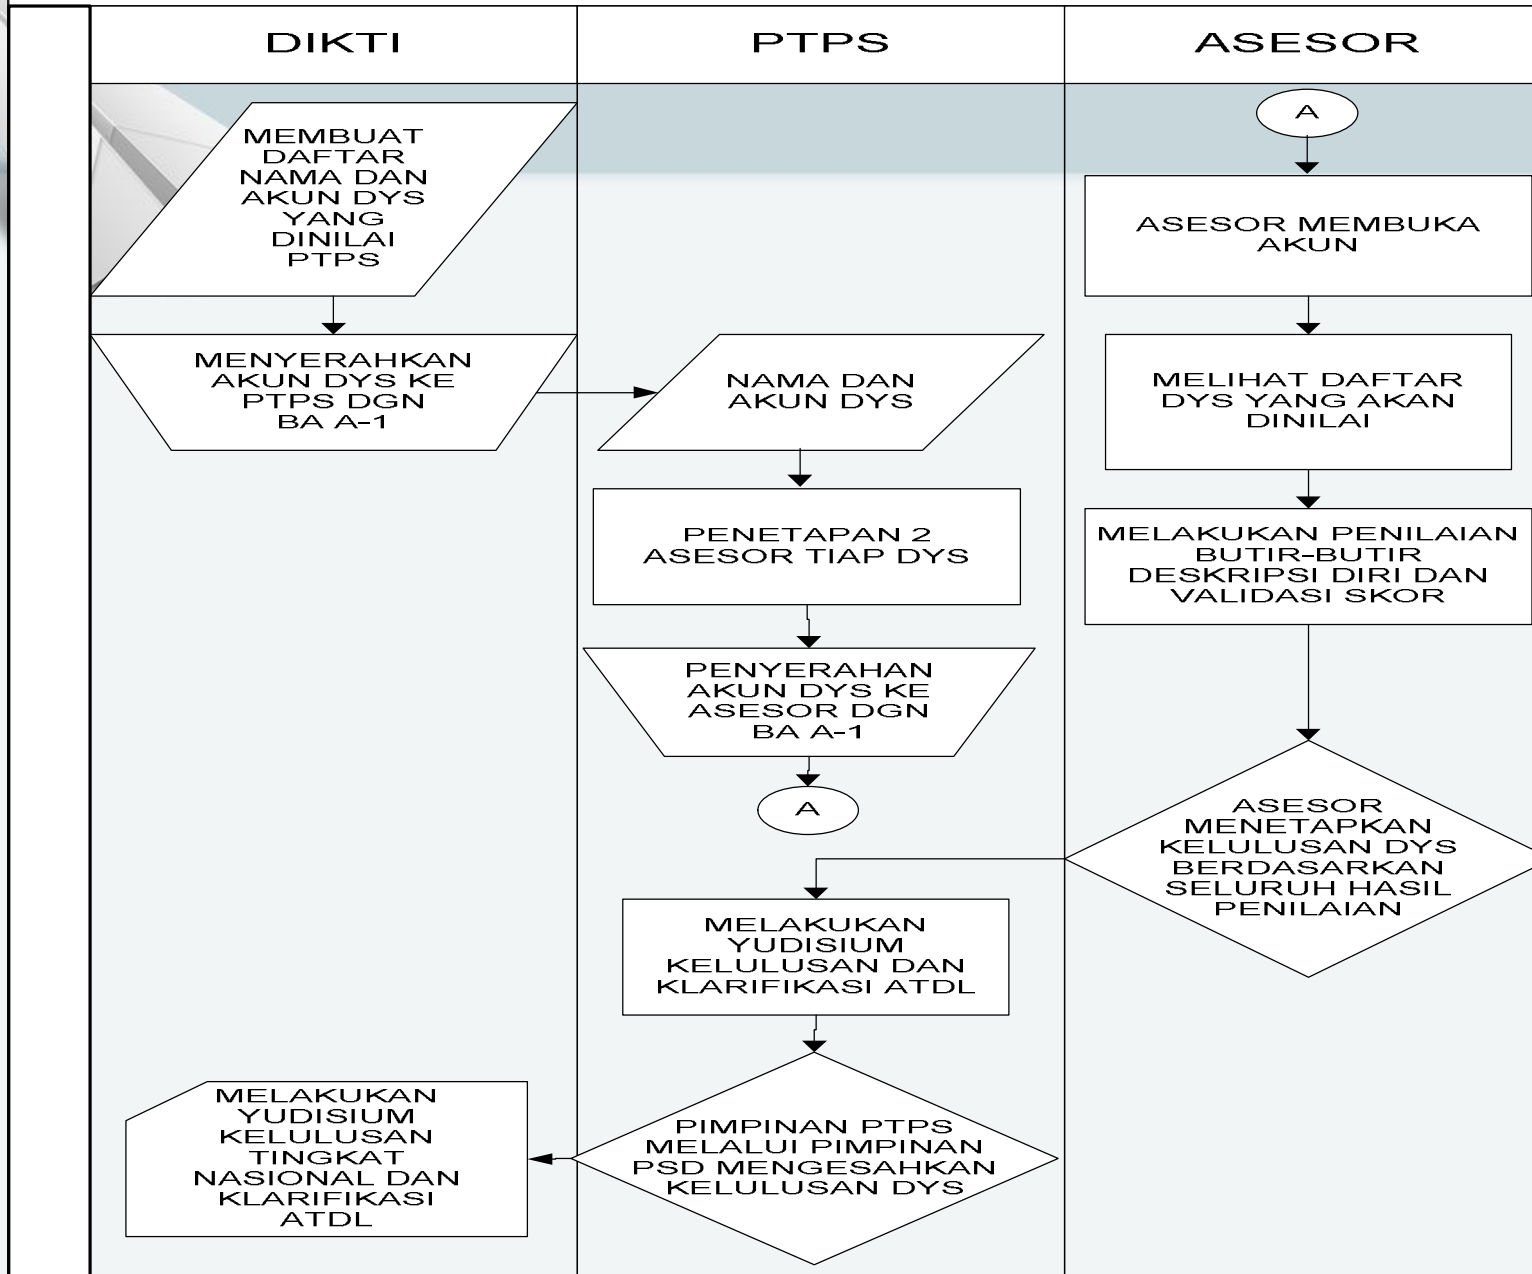 DIKTI
PTPS
ASESOR
MEMBUAT
DAFTAR
NAMA DAN
AKUN DYS
YANG
DINILAI
PTPS
MENYERAHKAN
AKUN DYS KE
PTPS DGN
BA A-1
NAMA DAN
AKUN DYS
PENETAPAN 2
ASESOR TIAP DYS
PENYERAHAN
AKUN DYS KE
ASESOR DGN
BA A-1
A
A
ASESOR MEMBUKA
AKUN
MELIHAT DAFTAR
DYS YANG AKAN
DINILAI
MELAKUKAN PENILAIAN
BUTIR-BUTIR
DESKRIPSI DIRI DAN
VALIDASI SKOR
ASESOR
MENETAPKAN
KELULUSAN DYS
BERDASARKAN
SELURUH HASIL
PENILAIAN
MELAKUKAN
YUDISIUM
KELULUSAN DAN
KLARIFIKASI ATDL
PIMPINAN PTPS
MELALUI PIMPINAN
PSD MENGESAHKAN
KELULUSAN DYS
MELAKUKAN
YUDISIUM
KELULUSAN
TINGKAT
NASIONAL DAN
KLARIFIKASI
ATDL